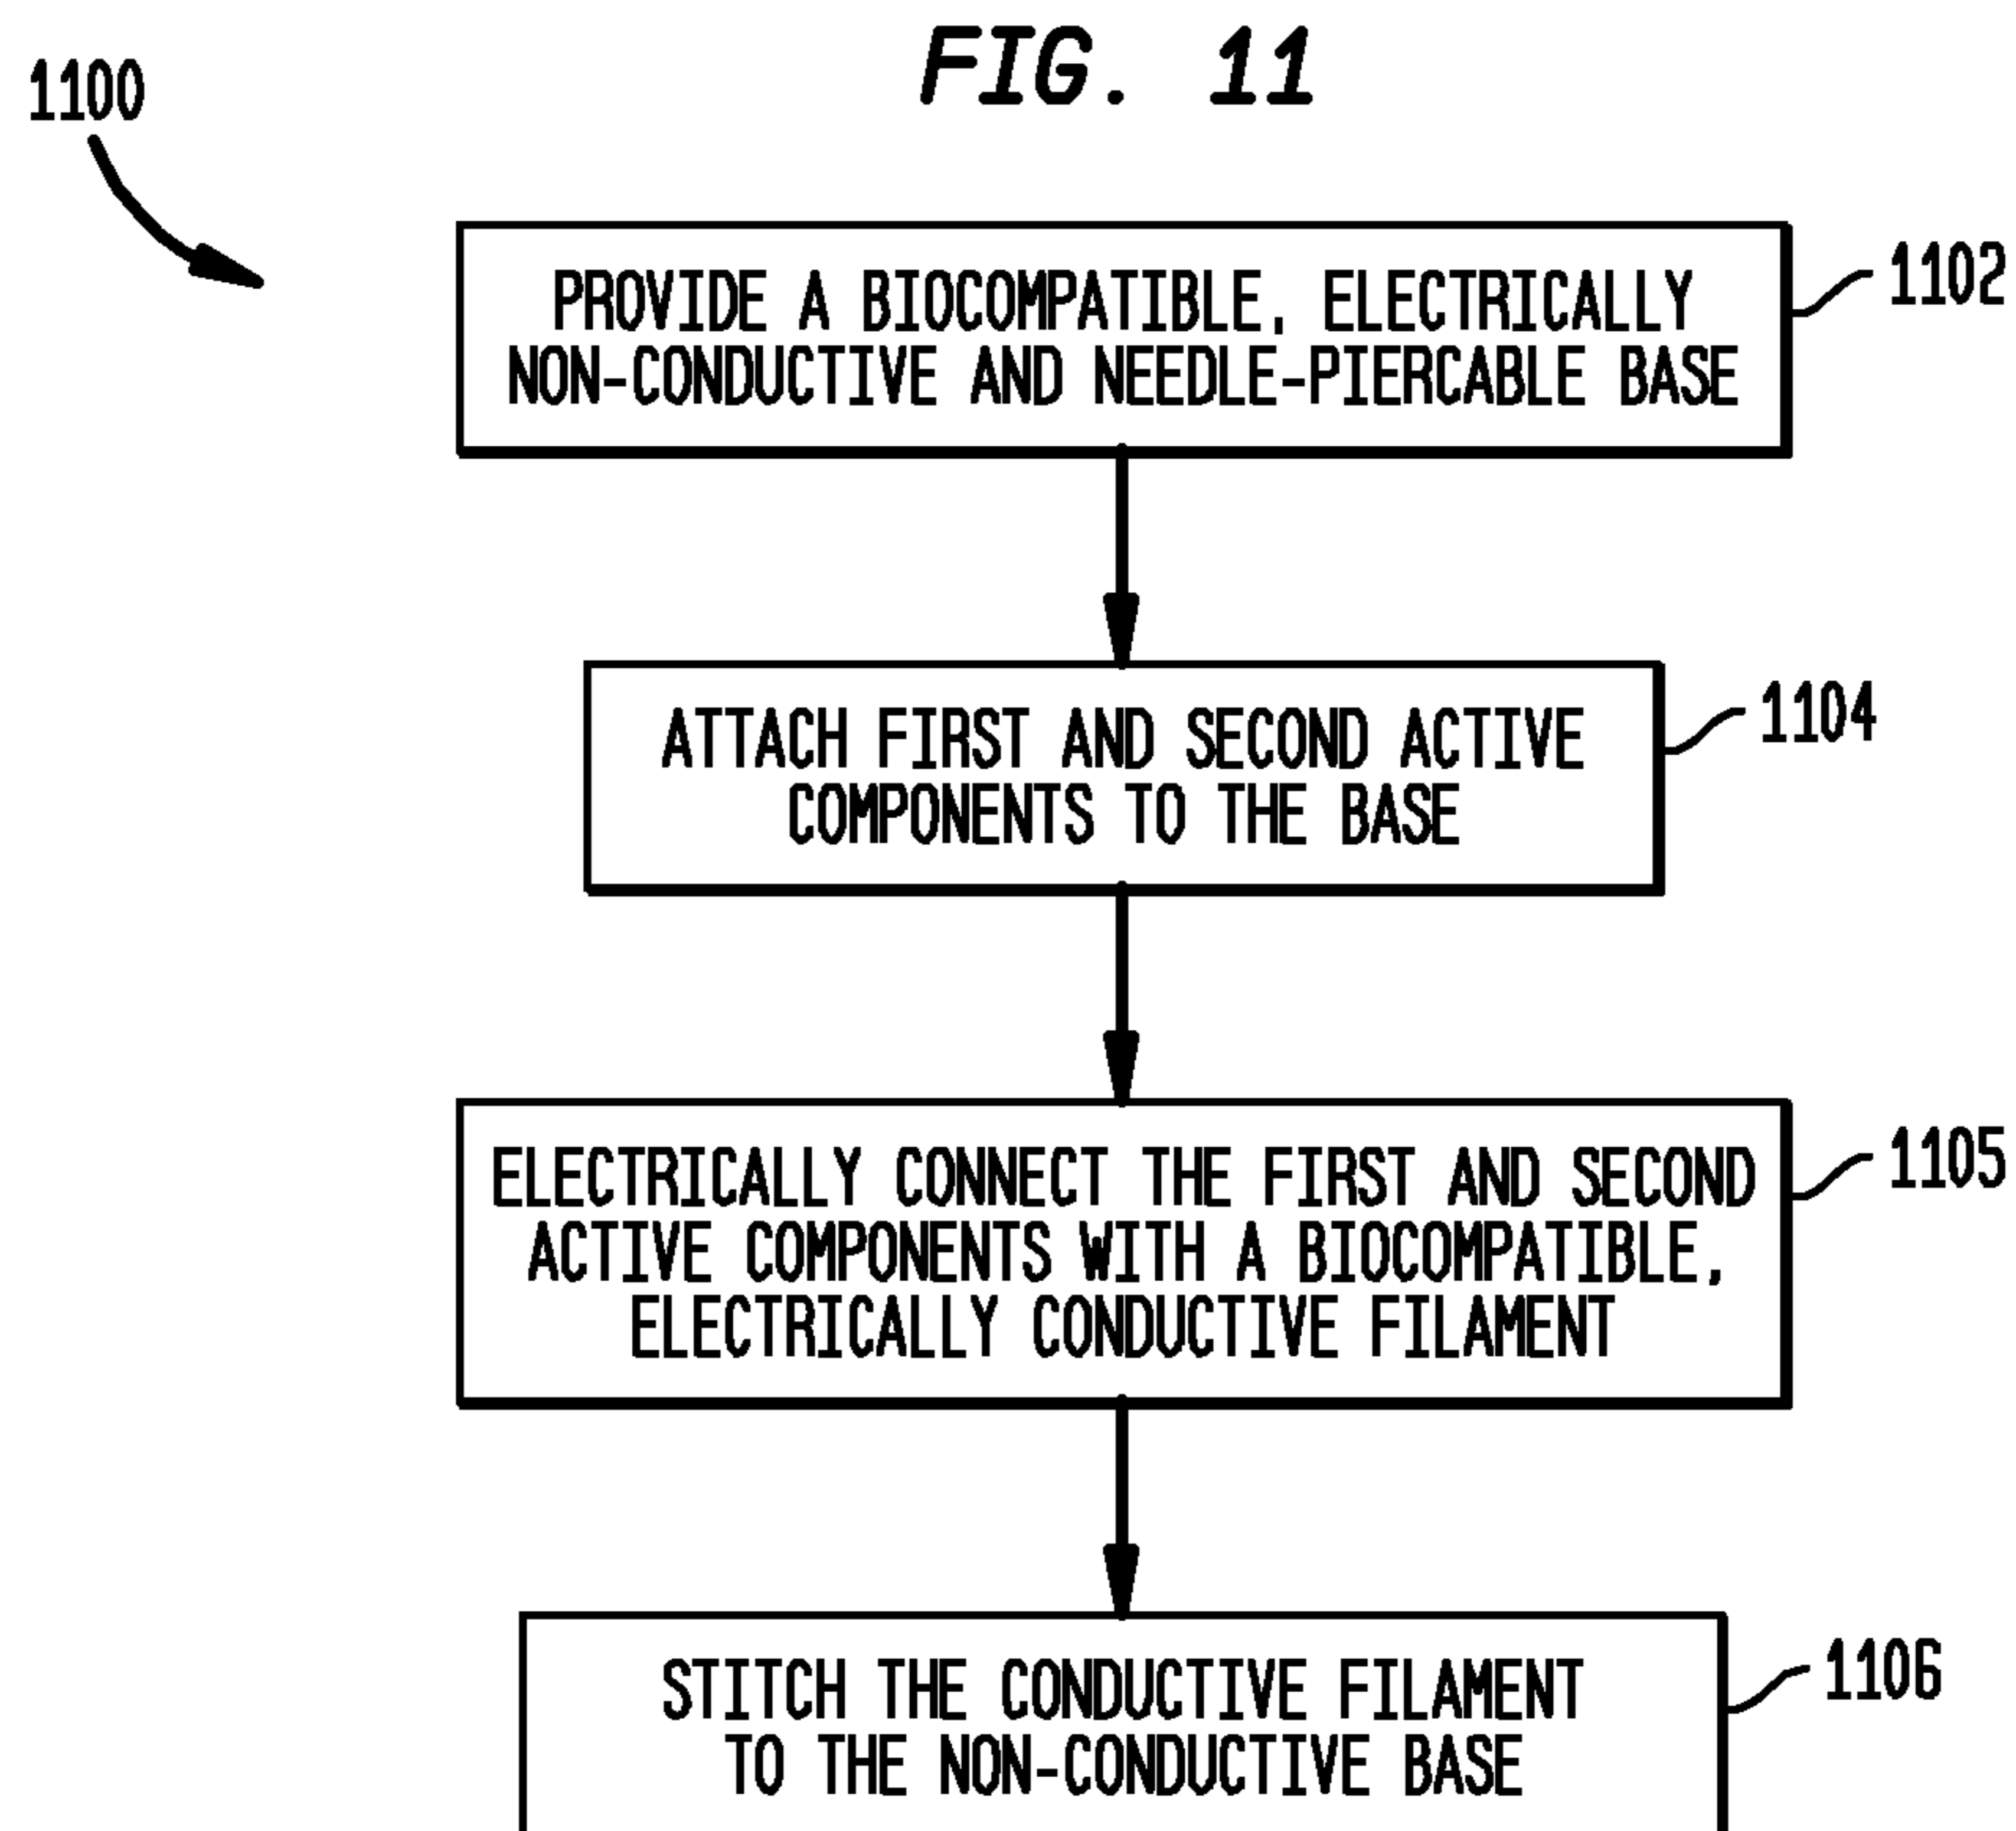 FIG. 11
1100
PROVIDE A BIOCOMPATIBLE, ELECTRICALLY
NON-CONDUCTIVE AND NEEDLE-PIERCABLE BASE
1102
ATTACH FIRST AND SECOND ACTIVE
COMPONENTS TO THE BASE
1104
ELECTRICALLY CONNECT THE FIRST AND SECOND
ACTIVE COMPONENTS WITH A BIOCOMPATIBLE,
ELECTRICALLY CONDUCTIVE FILAMENT
1105
STITCH THE CONDUCTIVE FILAMENT
TO THE NON-CONDUCTIVE BASE
1106